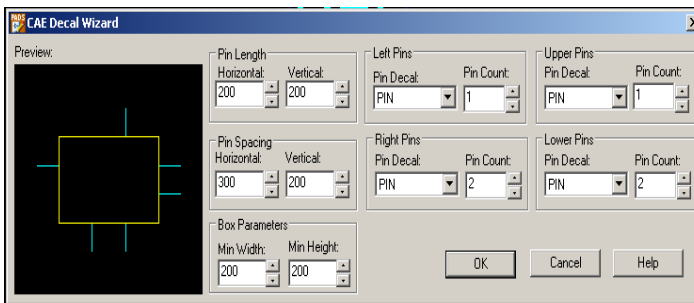 PADS
CAE Decal Wizard
Preview:
Pin Length
Horizontal: Vertical:
200 200
Pin Spacing
Horizontal: Vertical:
300 200
Box Parameters
Min Width: Min Height:
200 200
Left Pins
Pin Decal: Pin Count:
PIN 1
Right Pins
Pin Decal: Pin Count:
PIN 2
Upper Pins
Pin Decal: Pin Count:
PIN 1
Lower Pins
Pin Decal: Pin Count:
PIN 2
OK Cancel Help